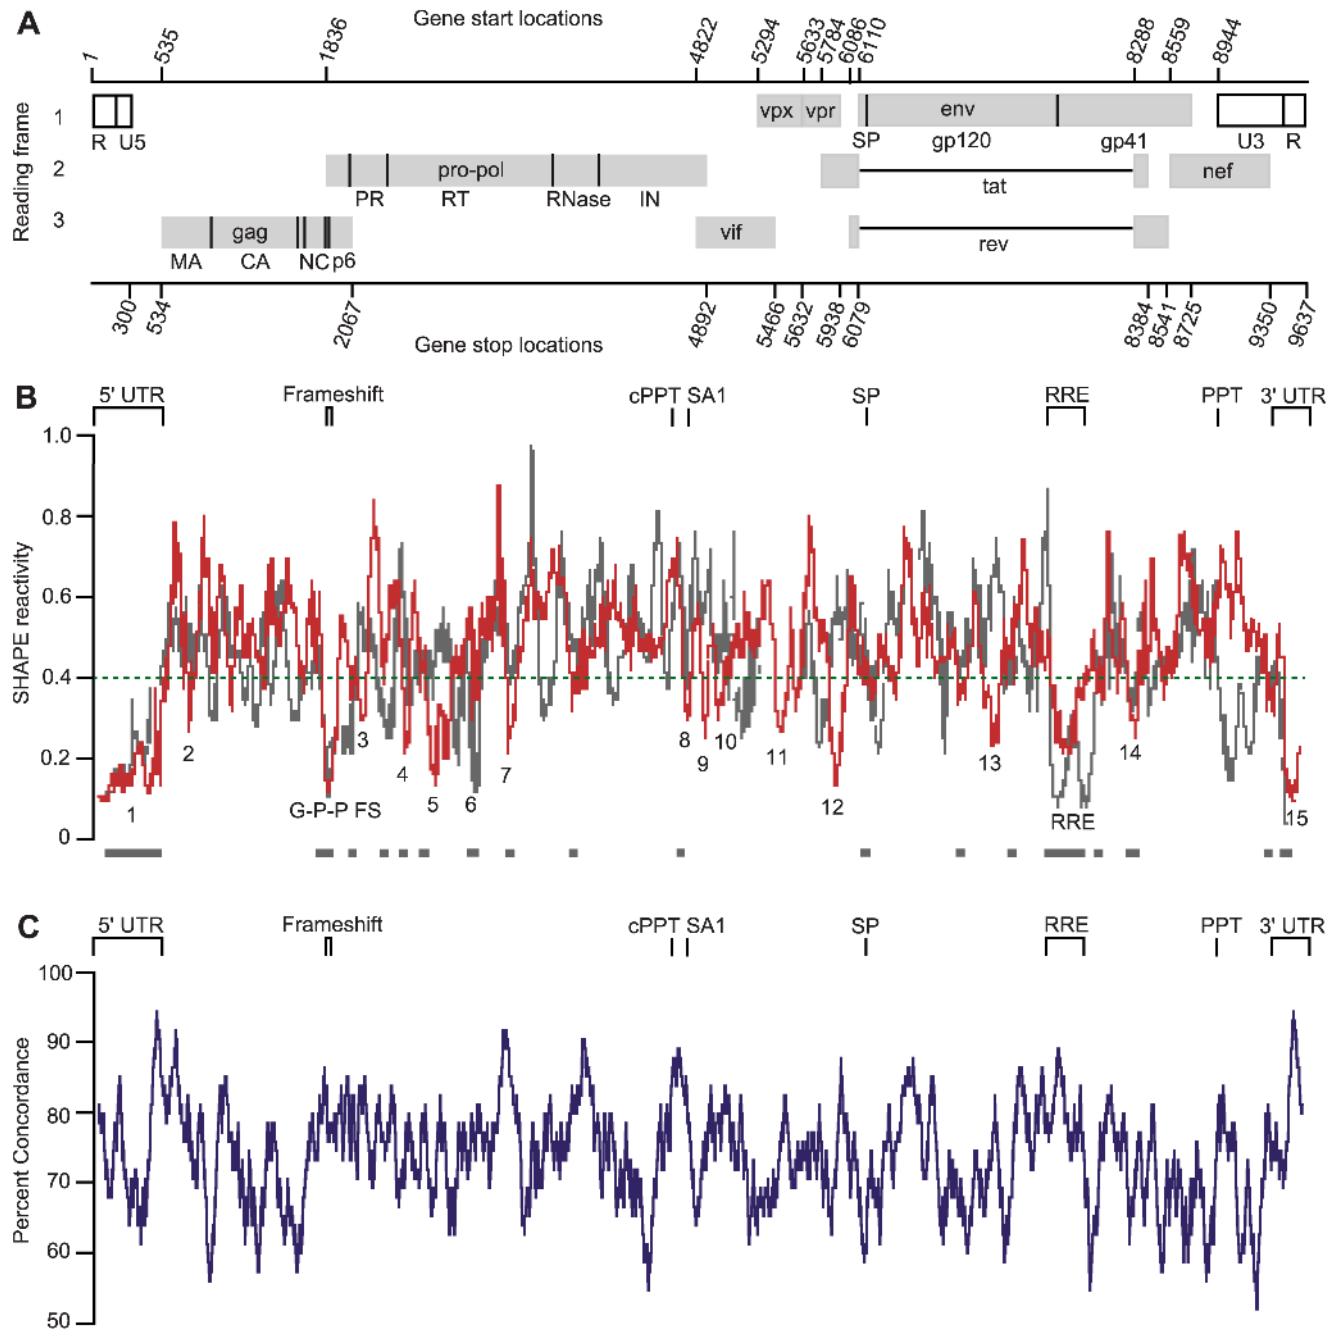 A
Gene start locations
1 535 1836 4822 5294 5633 5784 6086 6110 8288 8559 8944
Reading frame
1
vpx vpr env
R U5 SP gp120 gp41 U3 R
2
pro-pol nef
PR RT RNase IN tat
3
gag vif
MA CA NC p6 rev
300 534 2067 4892 5466 5632 5938 6079 8384 8541 8725 9350 9637
Gene stop locations
B
5' UTR Frameshift cPPT SA1 SP RRE PPT 3' UTR
SHAPE reactivity
1.0
0.8
0.6
0.4
0.2
0
1 2 G-P-P FS 3 4 5 6 7 8 9 10 11 12 13 RRE 14 15
C
5' UTR Frameshift cPPT SA1 SP RRE PPT 3' UTR
Percent Concordance
100
90
80
70
60
50